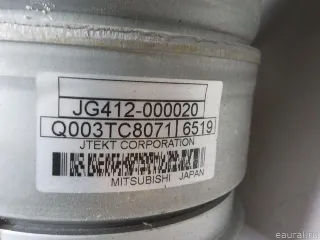 JG412-000020
Q003TC8071 6519
JTEKT CORPORATION
MITSUBISHI JAPAN
eaural.ru